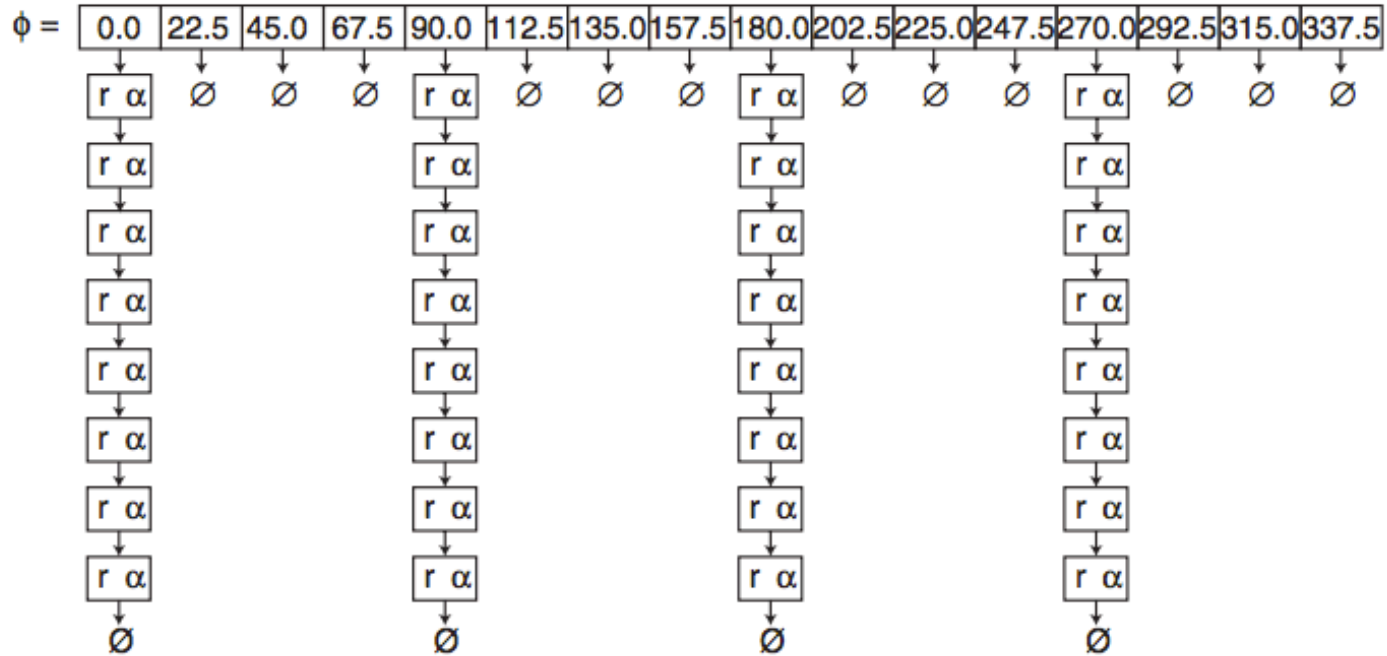 ϕ = 0.0 22.5 45.0 67.5 90.0 112.5 135.0 157.5 180.0 202.5 225.0 247.5 270.0 292.5 315.0 337.5
r α ∅ ∅ ∅ r α ∅ ∅ ∅ r α ∅ ∅ ∅ r α ∅ ∅ ∅
r α r α r α r α
r α r α r α r α
r α r α r α r α
r α r α r α r α
r α r α r α r α
r α r α r α r α
r α r α r α r α
∅ ∅ ∅ ∅